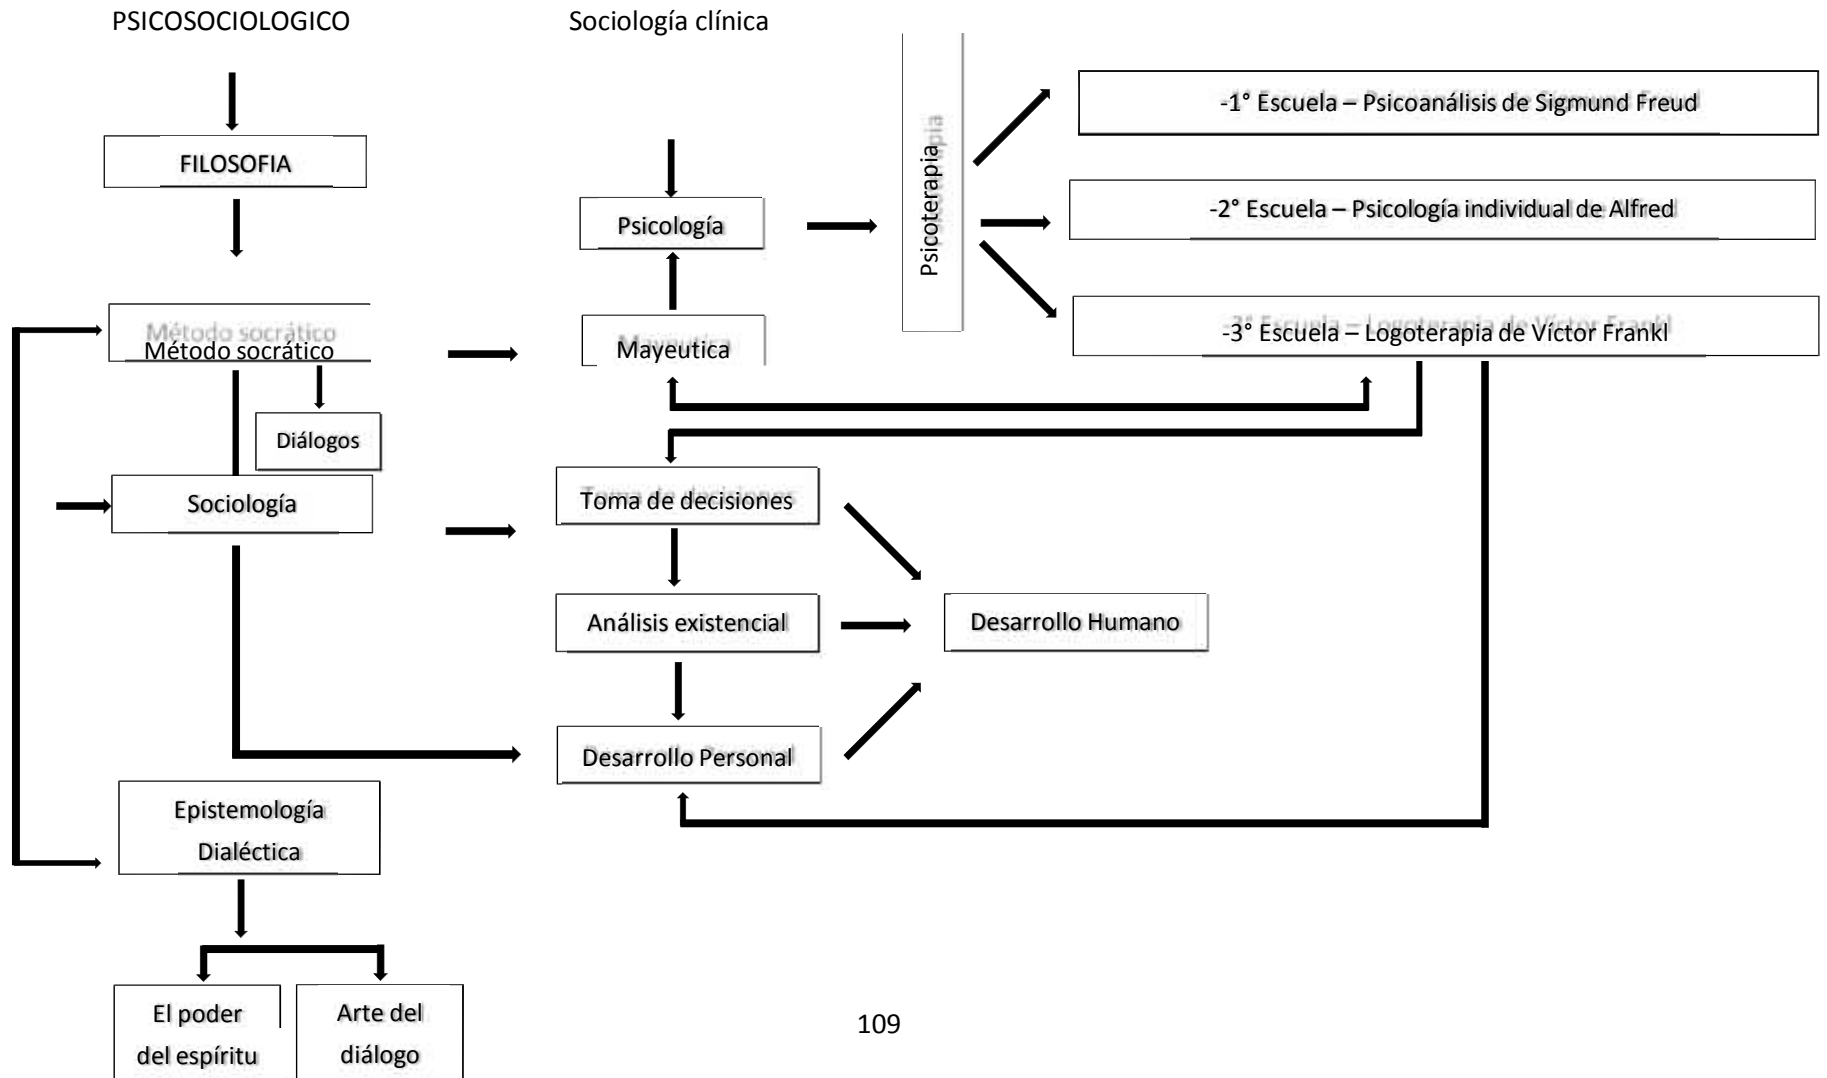 PSICOSOCIOLOGICO
Sociología clínica
FILOSOFIA
Método socrático
Diálogos
Sociología
Epistemología
Dialéctica
El poder
del espíritu
Arte del
diálogo
Psicología
Mayeutica
Toma de decisiones
Análisis existencial
Desarrollo Personal
Desarrollo Humano
Psicoterapia
-1° Escuela – Psicoanálisis de Sigmund Freud
-2° Escuela – Psicología individual de Alfred
-3° Escuela – Logoterapia de Víctor Frankl
109